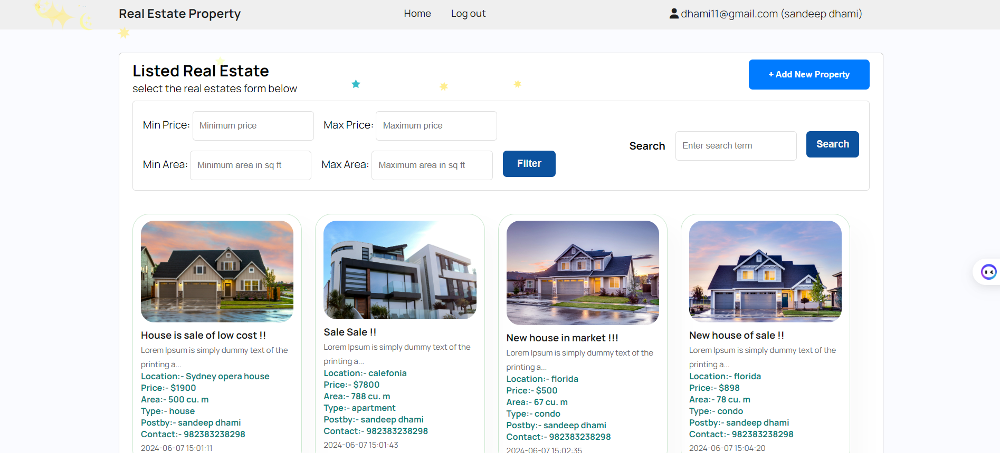 Real Estate Property
Home
Log out
dhami11@gmail.com (sandeep dhami)
Listed Real Estate
select the real estates form below
+ Add New Property
Min Price:
Minimum price
Max Price:
Maximum price
Min Area:
Minimum area in sq ft
Max Area:
Maximum area in sq ft
Filter
Search
Enter search term
Search
House is sale of low cost !!
Lorem Ipsum is simply dummy text of the
printing a...
Location:- Sydney opera house
Price:- $1900
Area:- 500 cu. m
Type:- house
Postby:- sandeep dhami
Contact:- 982383238298
2024-06-07 15:01:11
Sale Sale !!
Lorem Ipsum is simply dummy text of the
printing a...
Location:- calefonia
Price:- $7800
Area:- 788 cu. m
Type:- apartment
Postby:- sandeep dhami
Contact:- 982383238298
2024-06-07 15:01:43
New house in market !!!
Lorem Ipsum is simply dummy text of the
printing a...
Location:- florida
Price:- $500
Area:- 67 cu. m
Type:- condo
Postby:- sandeep dhami
Contact:- 982383238298
2024-06-07 15:02:35
New house of sale !!
Lorem Ipsum is simply dummy text of the
printing a...
Location:- florida
Price:- $898
Area:- 78 cu. m
Type:- condo
Postby:- sandeep dhami
Contact:- 982383238298
2024-06-07 15:04:20